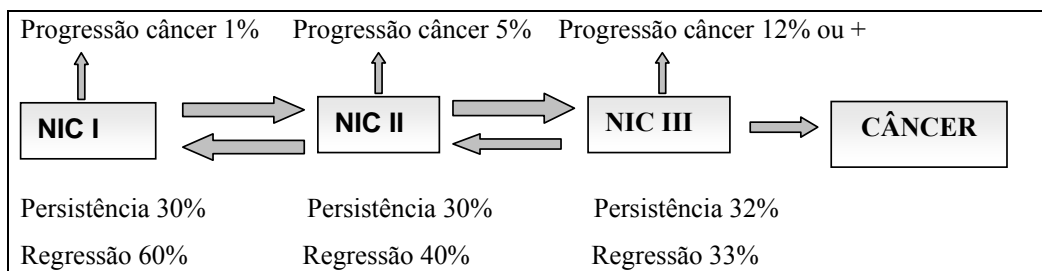 Progressão câncer 1% Progressão câncer 5% Progressão câncer 12% ou +
NIC I NIC II NIC III CÂNCER
Persistência 30% Persistência 30% Persistência 32%
Regressão 60% Regressão 40% Regressão 33%